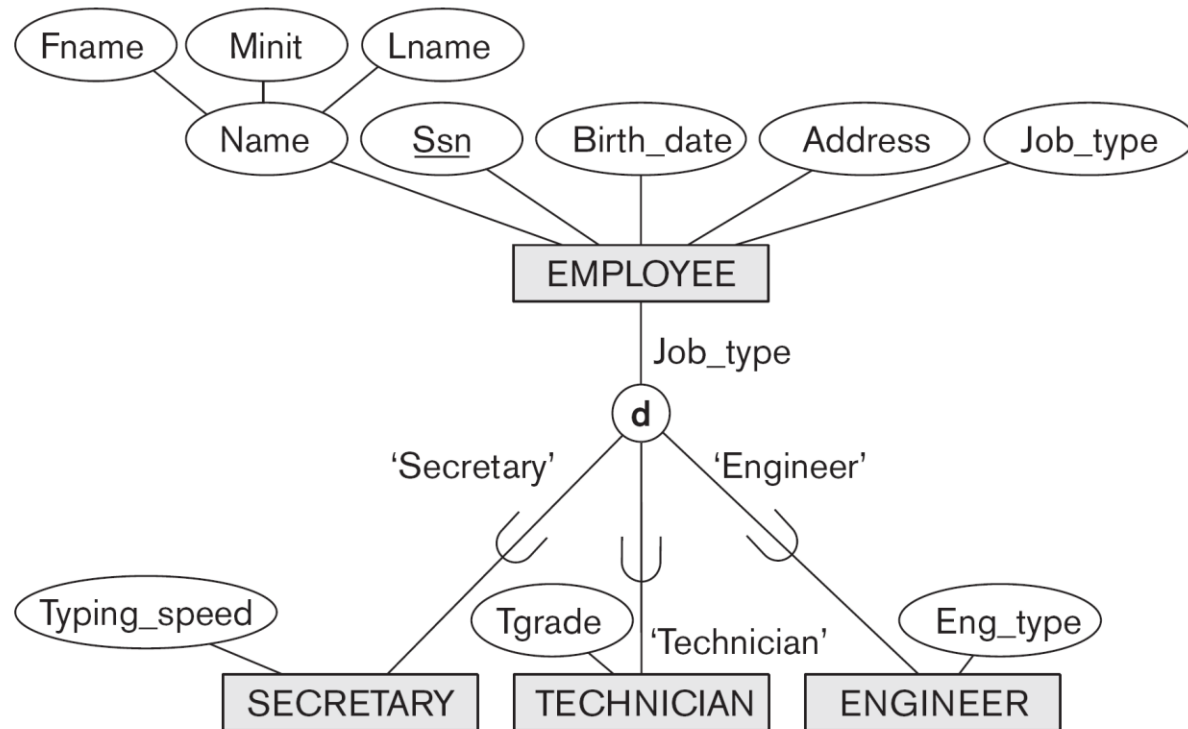 Fname
Minit
Lname
Name
Ssn
Birth_date
Address
Job_type
EMPLOYEE
Job_type
d
‘Secretary’
‘Engineer’
Typing_speed
Tgrade
‘Technician’
Eng_type
SECRETARY
TECHNICIAN
ENGINEER